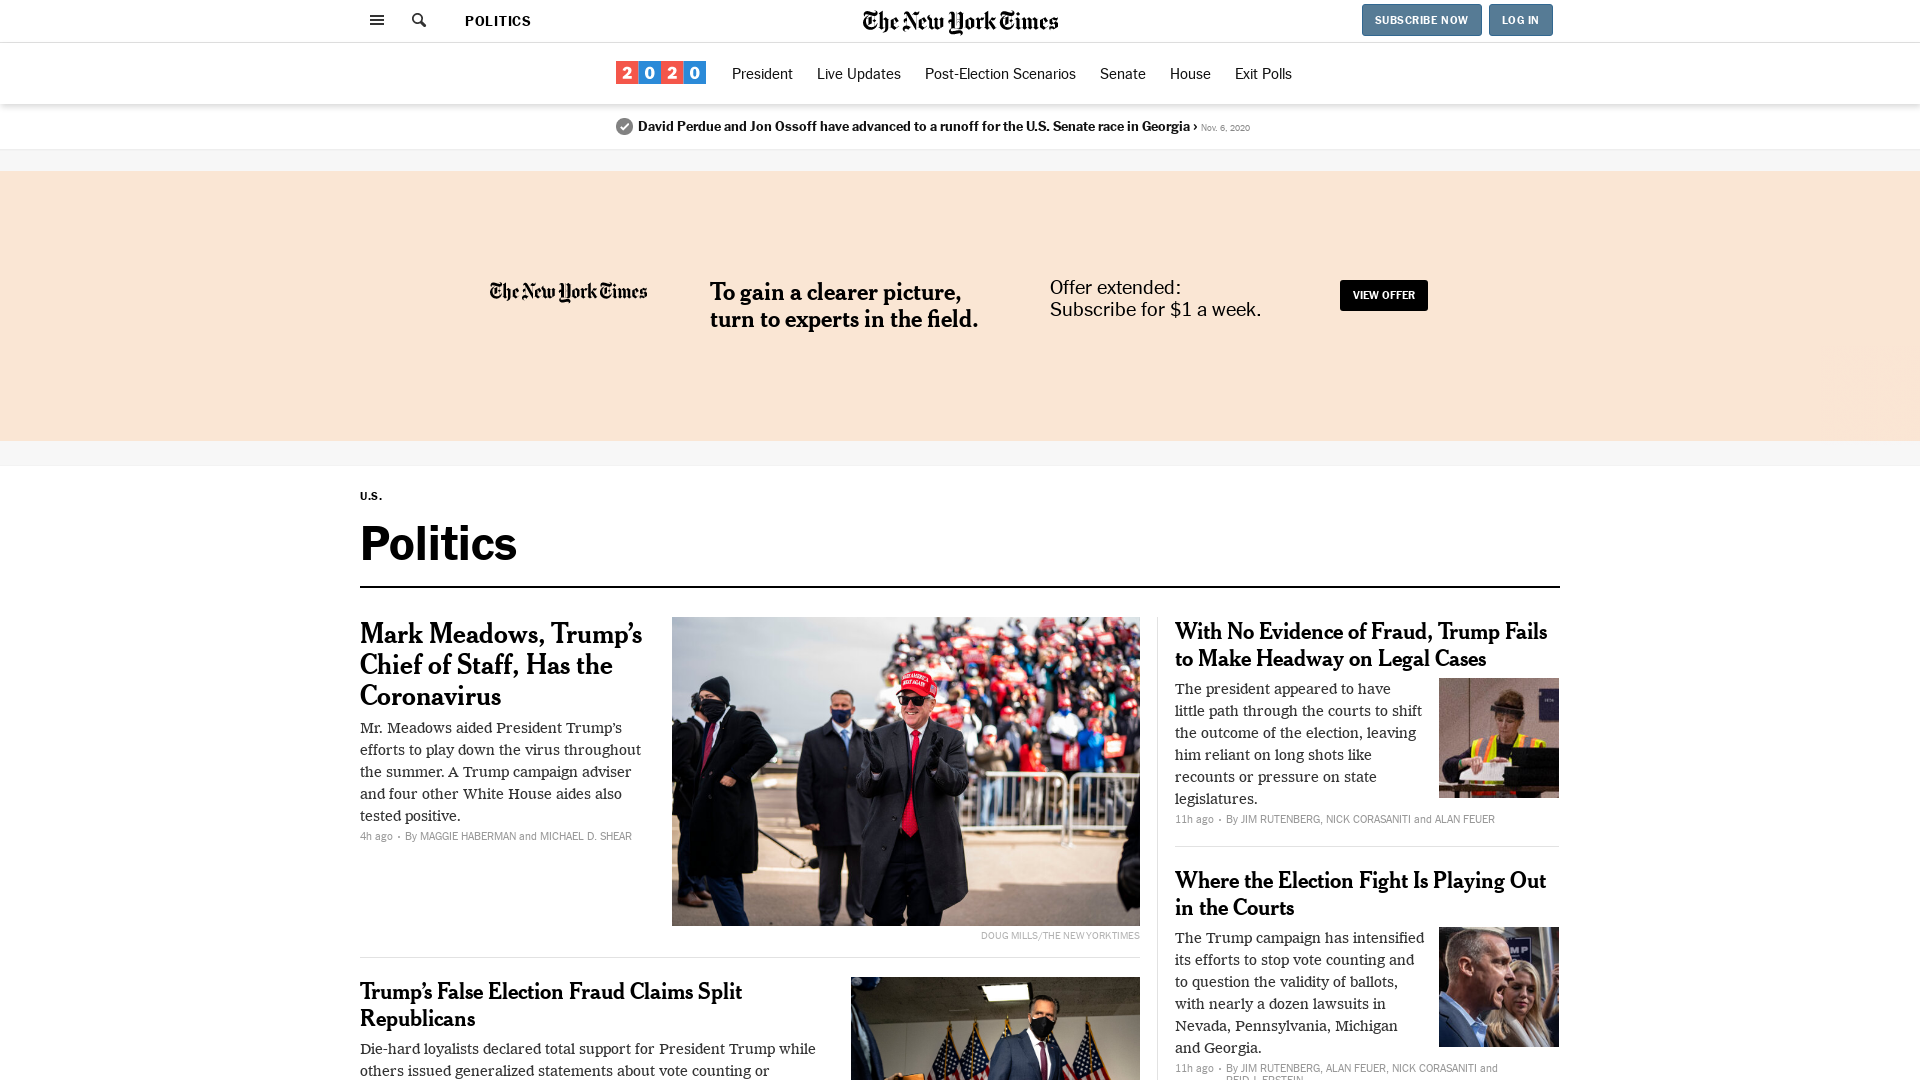 POLITICS
The New York Times
SUBSCRIBE NOW
LOG IN
2020
President
Live Updates
Post-Election Scenarios
Senate
House
Exit Polls
David Perdue and Jon Ossoff have advanced to a runoff for the U.S. Senate race in Georgia › Nov. 6, 2020
The New York Times
To gain a clearer picture,
turn to experts in the field.
Offer extended:
Subscribe for $1 a week.
VIEW OFFER
U.S.
Politics
Mark Meadows, Trump’s
Chief of Staff, Has the
Coronavirus
Mr. Meadows aided President Trump’s
efforts to play down the virus throughout
the summer. A Trump campaign adviser
and four other White House aides also
tested positive.
4h ago • By MAGGIE HABERMAN and MICHAEL D. SHEAR
DOUG MILLS/THE NEW YORK TIMES
Trump’s False Election Fraud Claims Split
Republicans
Die-hard loyalists declared total support for President Trump while
others issued generalized statements about vote counting or
With No Evidence of Fraud, Trump Fails
to Make Headway on Legal Cases
The president appeared to have
little path through the courts to shift
the outcome of the election, leaving
him reliant on long shots like
recounts or pressure on state
legislatures.
11h ago • By JIM RUTENBERG, NICK CORASANITI and ALAN FEUER
Where the Election Fight Is Playing Out
in the Courts
The Trump campaign has intensified
its efforts to stop vote counting and
to question the validity of ballots,
with nearly a dozen lawsuits in
Nevada, Pennsylvania, Michigan
and Georgia.
11h ago • By JIM RUTENBERG, ALAN FEUER, NICK CORASANITI and
REID J. EPSTEIN